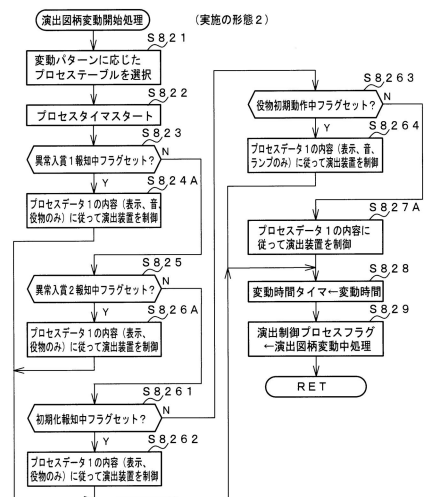 演出図柄変動開始処理
(実施の形態2)
S821
変動パターンに応じた
プロセステーブルを選択
S822
プロセスタイマスタート
S823
異常入賞1報知中フラグセット?
N
Y
S824A
プロセスデータ1の内容(表示、音、
役物のみ)に従って演出装置を制御
S825
異常入賞2報知中フラグセット?
N
Y
S826A
プロセスデータ1の内容(表示、
役物のみ)に従って演出装置を制御
S8261
初期化報知中フラグセット?
N
Y
S8262
プロセスデータ1の内容(表示、
役物のみ)に従って演出装置を制御
S8263
役物初期動作中フラグセット?
N
Y
S8264
プロセスデータ1の内容(表示、音、
ランプのみ)に従って演出装置を制御
S827A
プロセスデータ1の内容に
従って演出装置を制御
S828
変動時間タイマ←変動時間
S829
演出制御プロセスフラグ
←演出図柄変動中処理
RET